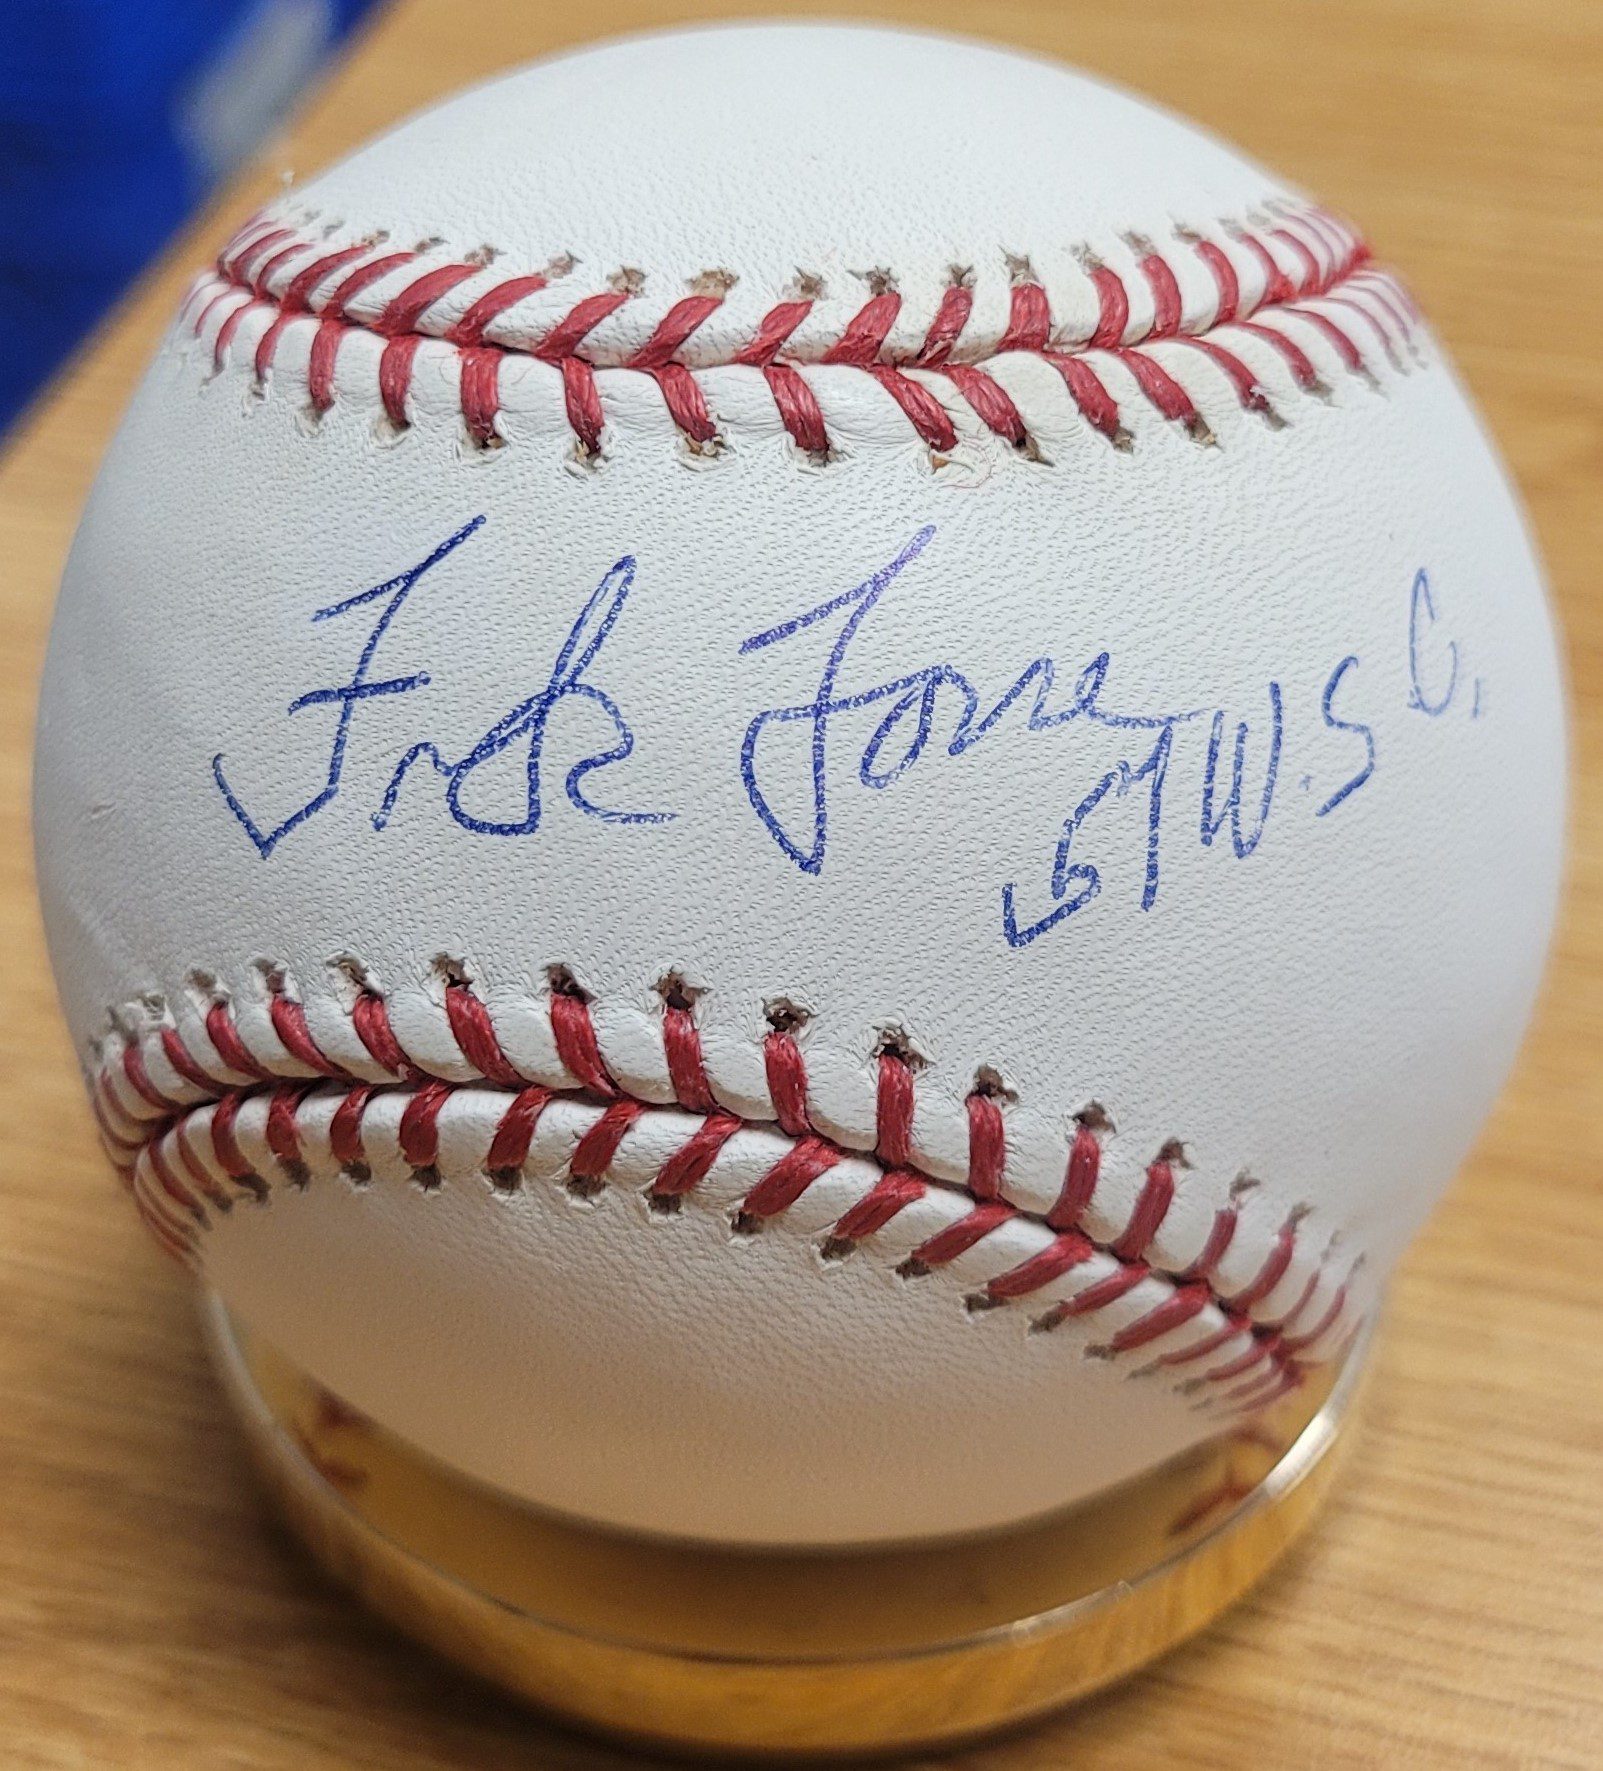 Frank Torre
57 W.S C.